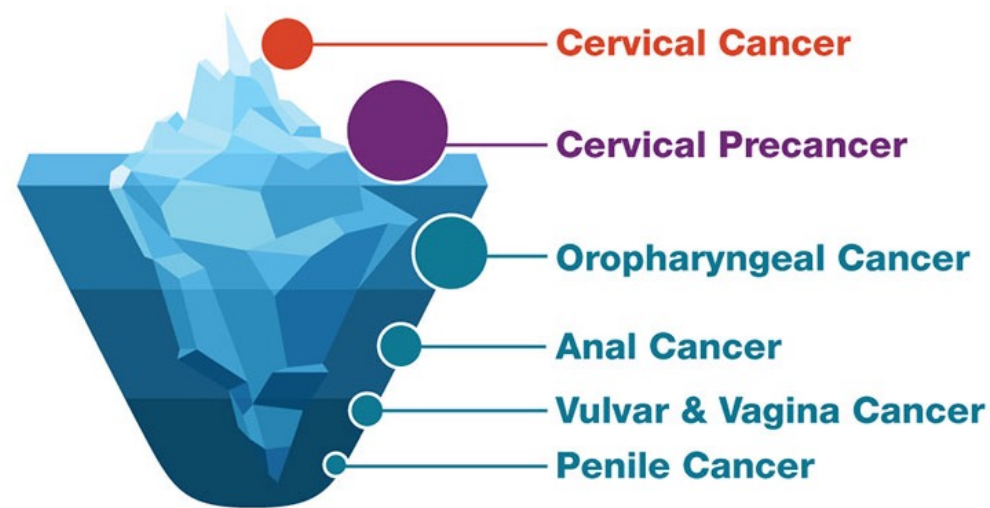 Cervical Cancer
Cervical Precancer
Oropharyngeal Cancer
Anal Cancer
Vulvar & Vagina Cancer
Penile Cancer